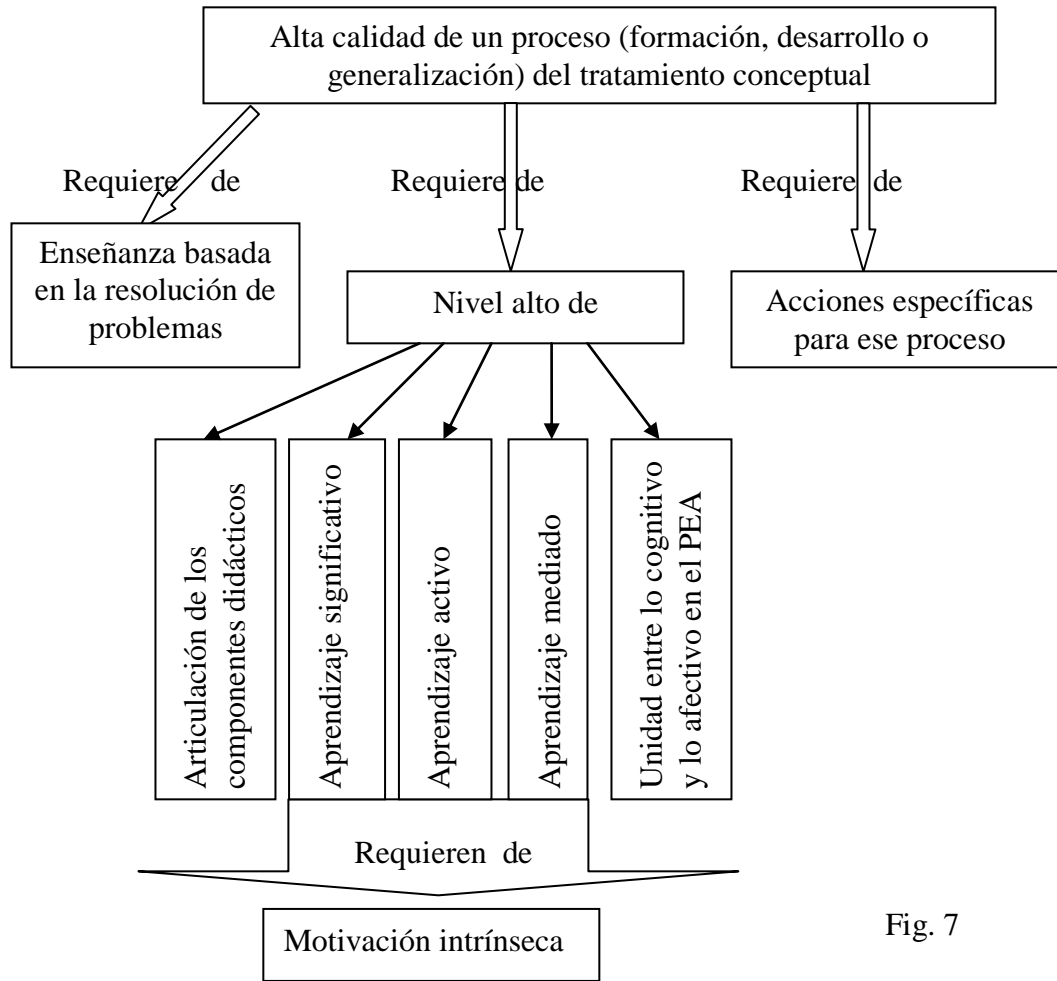 Alta calidad de un proceso (formación, desarrollo o
generalización) del tratamiento conceptual
Requiere de
Requiere de
Requiere de
Enseñanza basada
en la resolución de
problemas
Nivel alto de
Acciones específicas
para ese proceso
Articulación de los
componentes didácticos
Aprendizaje significativo
Aprendizaje activo
Aprendizaje mediado
Unidad entre lo cognitivo
y lo afectivo en el PEA
Requieren de
Motivación intrínseca
Fig. 7